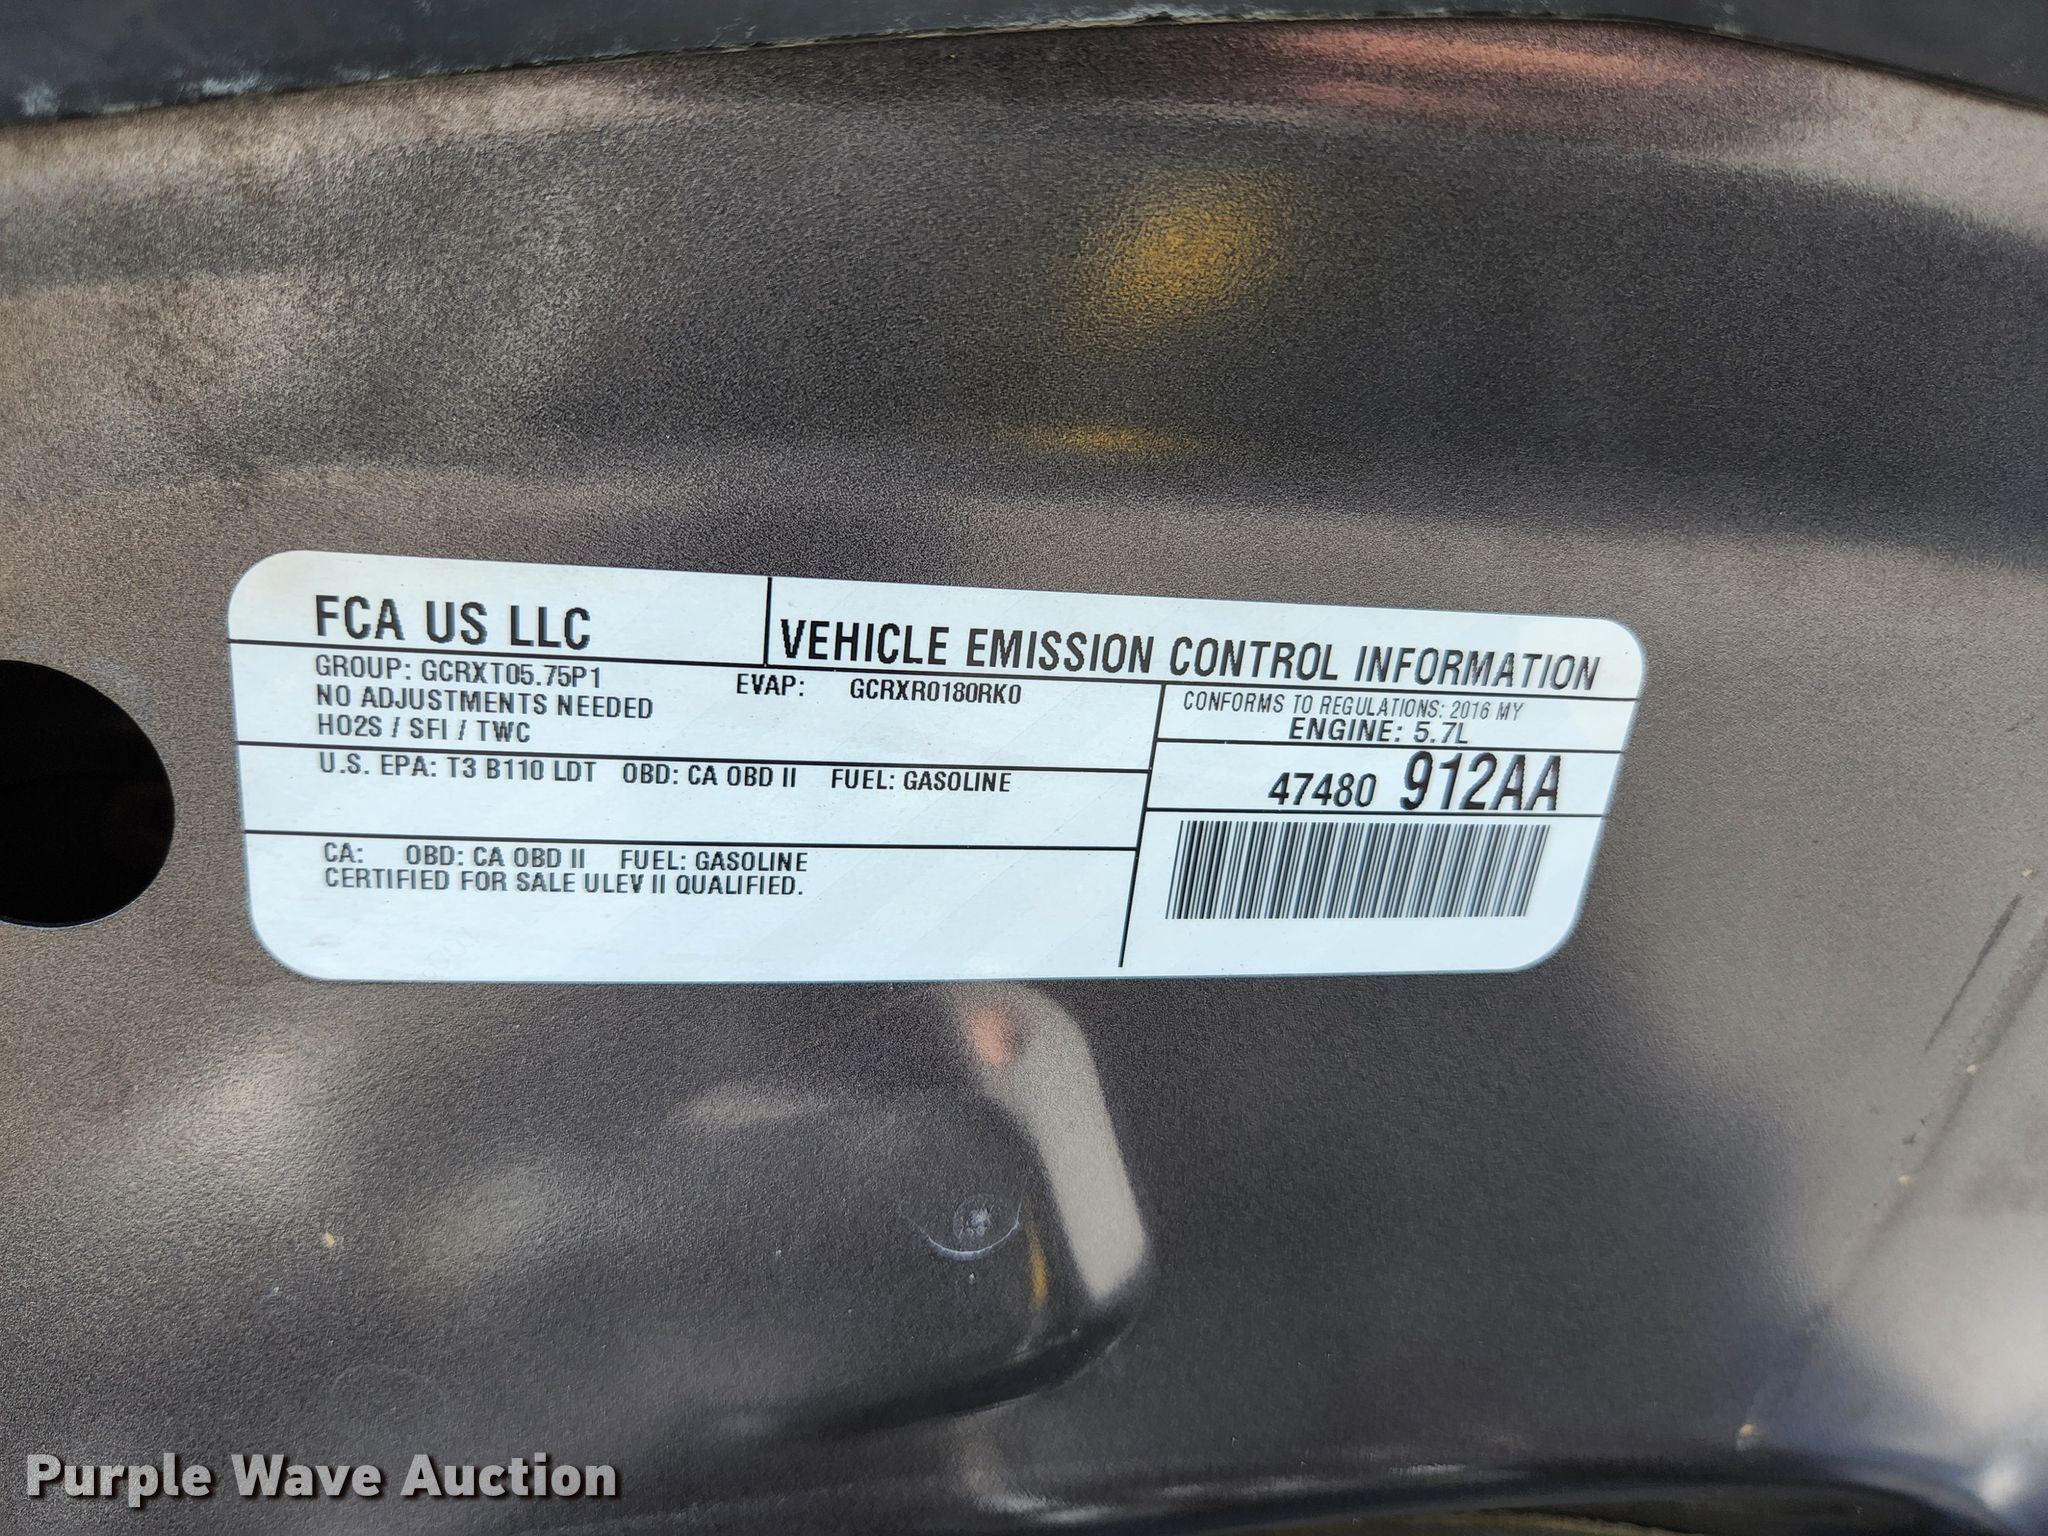 FCA US LLC
VEHICLE EMISSION CONTROL INFORMATION
GROUP: GCRXT05.75P1
EVAP: GCRXR0180RK0
NO ADJUSTMENTS NEEDED
HO2S / SFI / TWC
CONFORMS TO REGULATIONS: 2016 MY
ENGINE: 5.7L
U.S. EPA: T3 B110 LDT OBD: CA OBD II FUEL: GASOLINE
47480 912AA
CA: OBD: CA OBD II FUEL: GASOLINE
CERTIFIED FOR SALE ULEV II QUALIFIED.
Purple Wave Auction